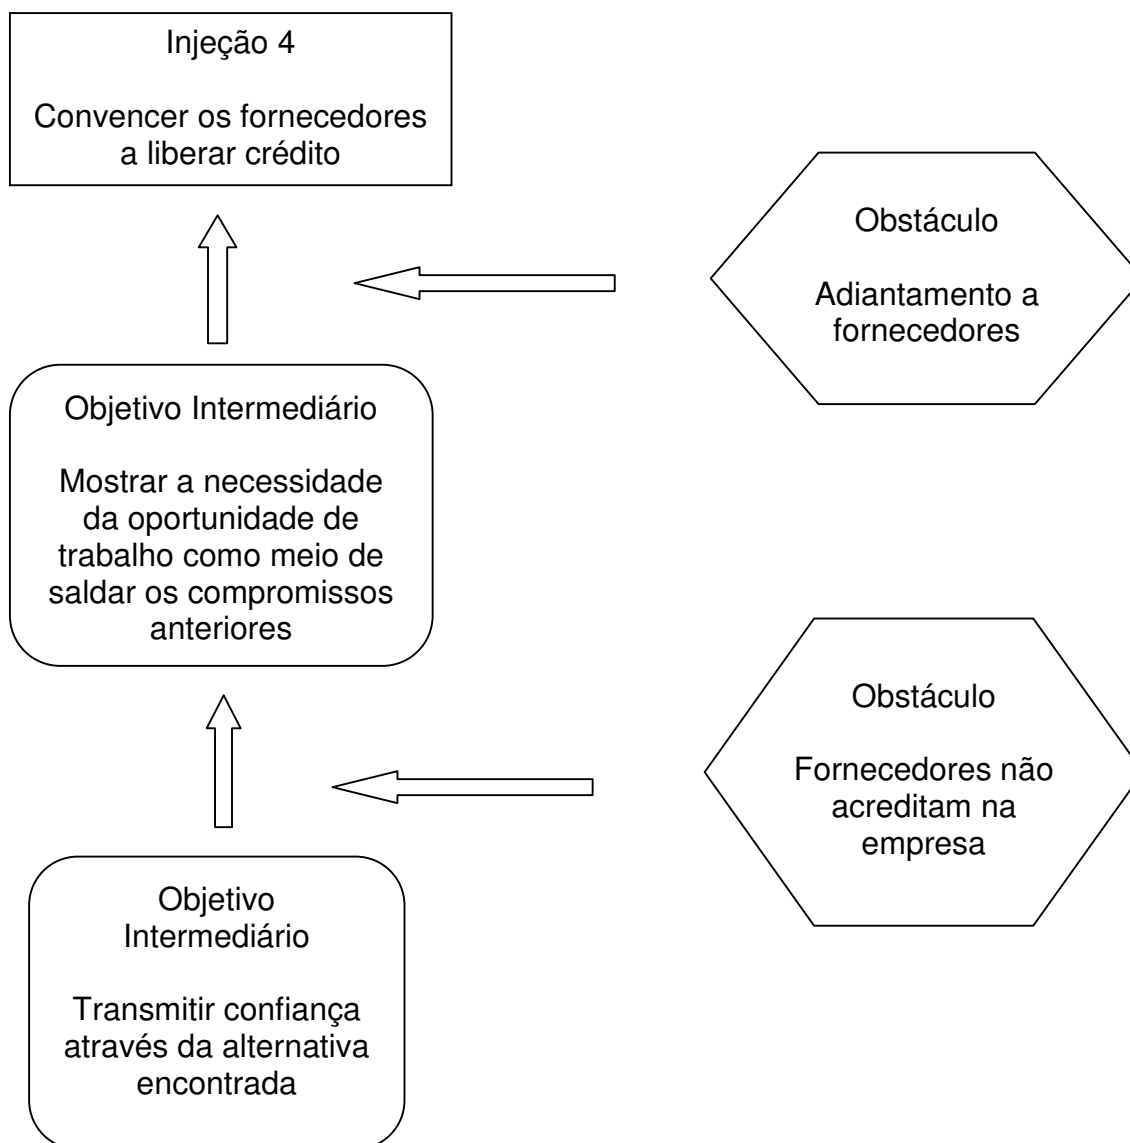 Injeção 4
Convencer os fornecedores
a liberar crédito
Obstáculo
Adiantamento a
fornecedores
Objetivo Intermediário
Mostrar a necessidade
da oportunidade de
trabalho como meio de
saldar os compromissos
anteriores
Obstáculo
Fornecedores não
acreditam na
empresa
Objetivo
Intermediário
Transmitir confiança
através da alternativa
encontrada